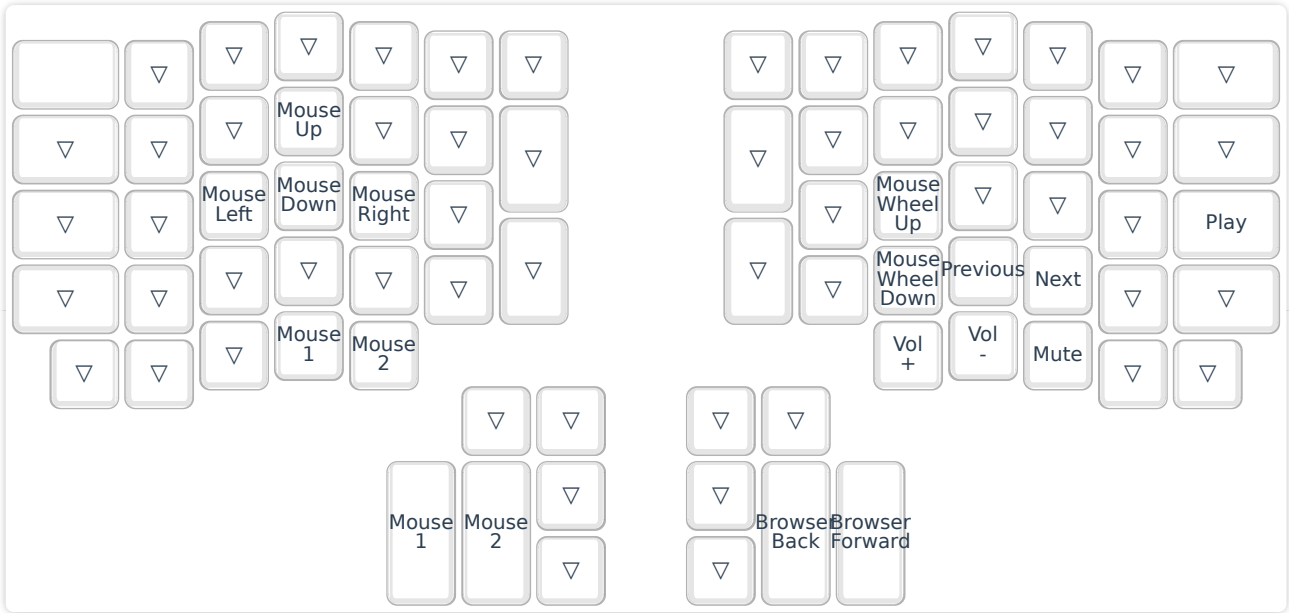 ▽ ▽ ▽ ▽ ▽ ▽ ▽ ▽ ▽ ▽ ▽ ▽ ▽
▽ ▽ ▽ Mouse Up ▽ ▽ ▽ ▽ ▽ ▽ ▽ ▽ ▽ ▽
▽ ▽ Mouse Left Mouse Down Mouse Right ▽ ▽ Mouse Wheel Up ▽ ▽ ▽ Play
▽ ▽ ▽ ▽ ▽ ▽ ▽ ▽ ▽ Mouse Wheel Down Previous Next ▽ ▽
▽ ▽ ▽ Mouse 1 Mouse 2 Vol + Vol - Mute ▽ ▽
▽ ▽ ▽ ▽
▽ ▽
Mouse 1 Mouse 2 Browser Back Browser Forward
▽ ▽